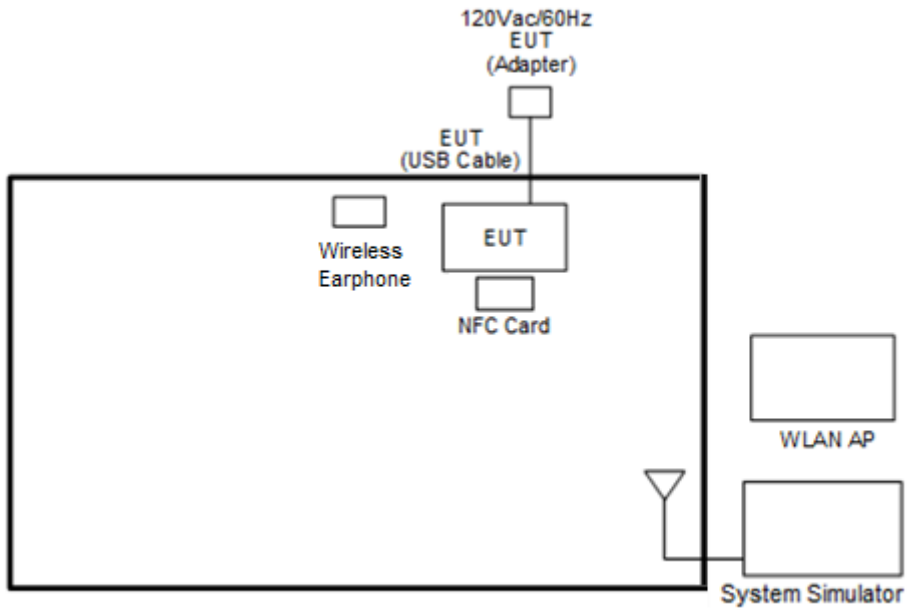 120Vac/60Hz
EUT
(Adapter)
EUT
(USB Cable)
EUT
Wireless
Earphone
NFC Card
WLAN AP
System Simulator